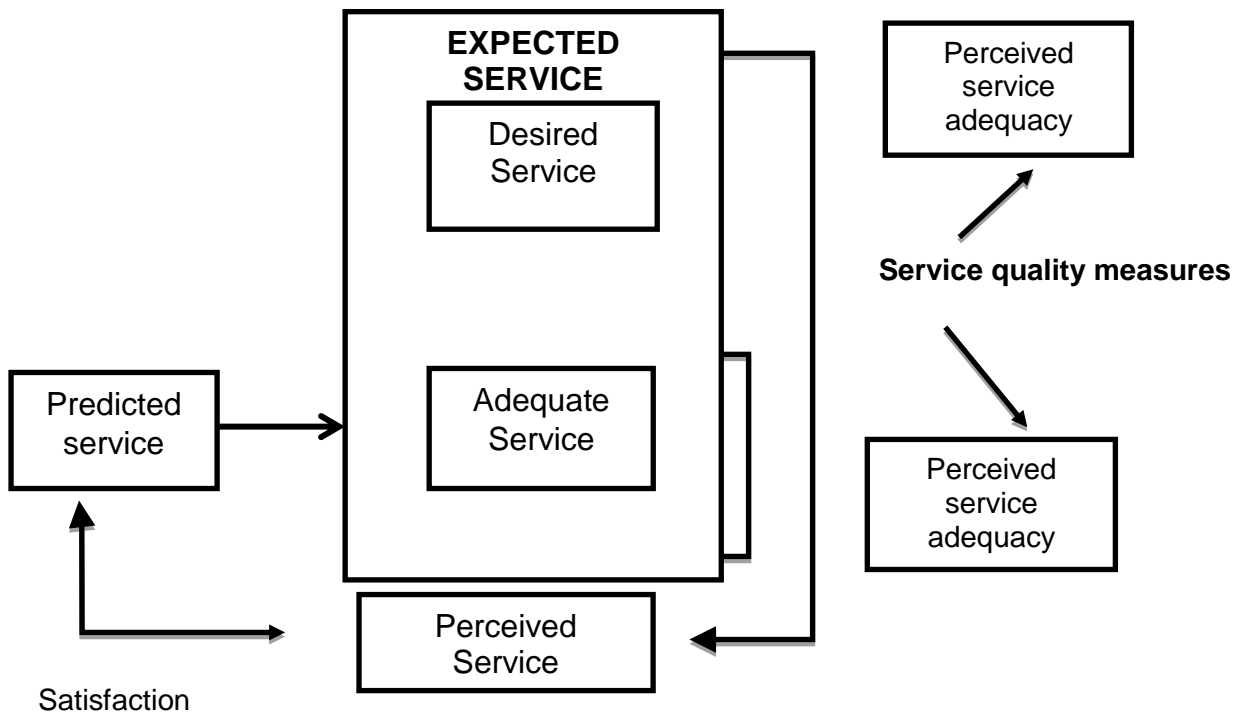 EXPECTED
SERVICE
Desired
Service
Adequate
Service
Predicted
service
Perceived
Service
Satisfaction
Perceived
service
adequacy
Service quality measures
Perceived
service
adequacy